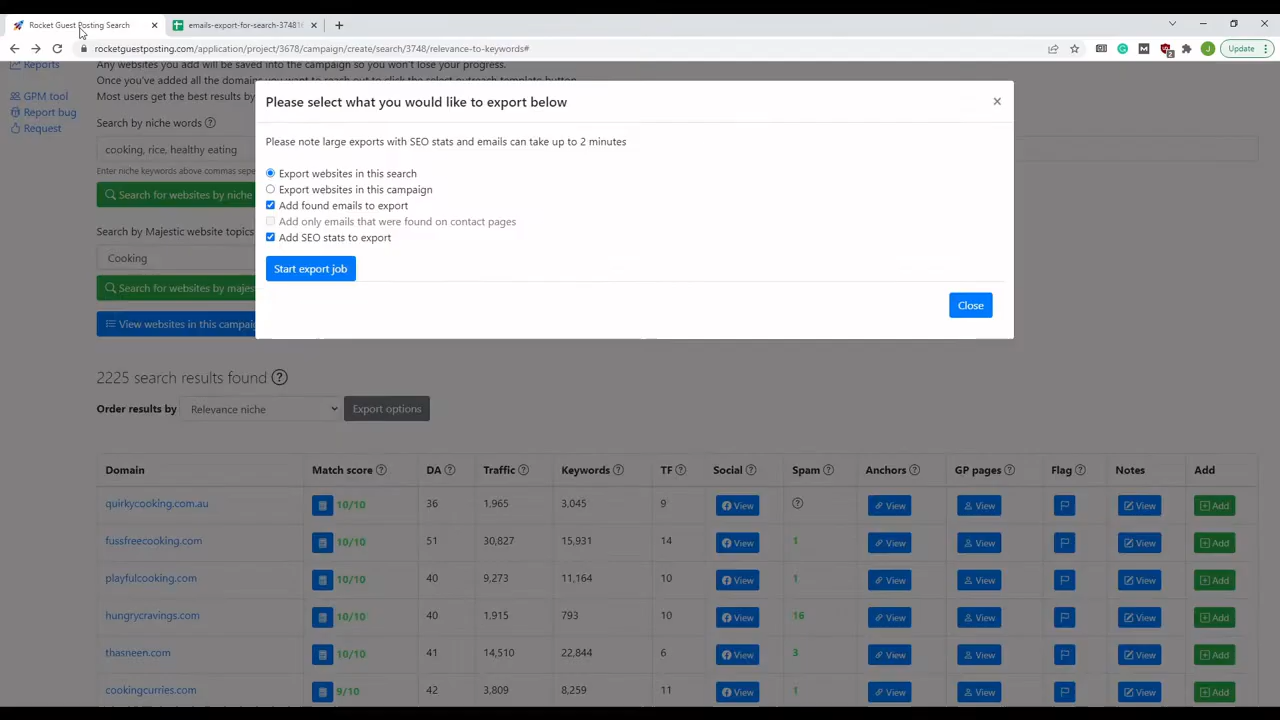 Rocket Guest Posting Search
emails-export-for-search-37481
rocketguestposting.com/application/project/3678/campaign/create/search/3748/relevance-to-keywords#
Update
J
2
Reports
GPM tool
Report bug
Request
Any websites you add will be saved into the campaign so you won't lose your progress.
Once you've added all the domains you want to reach out to click the select outreach template button.
Most users get the best results by
Search by niche words
cooking, rice, healthy eating
Enter niche keywords above commas sepe
Search for websites by niche
Search by Majestic website topics
Cooking
Search for websites by majes
View websites in this campaig
Please select what you would like to export below
Please note large exports with SEO stats and emails can take up to 2 minutes
Export websites in this search
Export websites in this campaign
Add found emails to export
Add only emails that were found on contact pages
Add SEO stats to export
Start export job
Close
2225 search results found
Order results by Relevance niche Export options
Domain Match score DA Traffic Keywords TF Social Spam Anchors GP pages Flag Notes Add
quirkycooking.com.au 10/10 36 1,965 3,045 9 View View View View Add
fussfreecooking.com 10/10 51 30,827 15,931 14 View 1 View View View Add
playfulcooking.com 10/10 40 9,273 11,164 10 View 1 View View View Add
hungrycravings.com 10/10 40 1,915 793 10 View 16 View View View Add
thasneen.com 10/10 41 14,510 22,844 6 View 3 View View View Add
cookingcurries.com 9/10 42 3,809 8,259 11 View 1 View View View Add